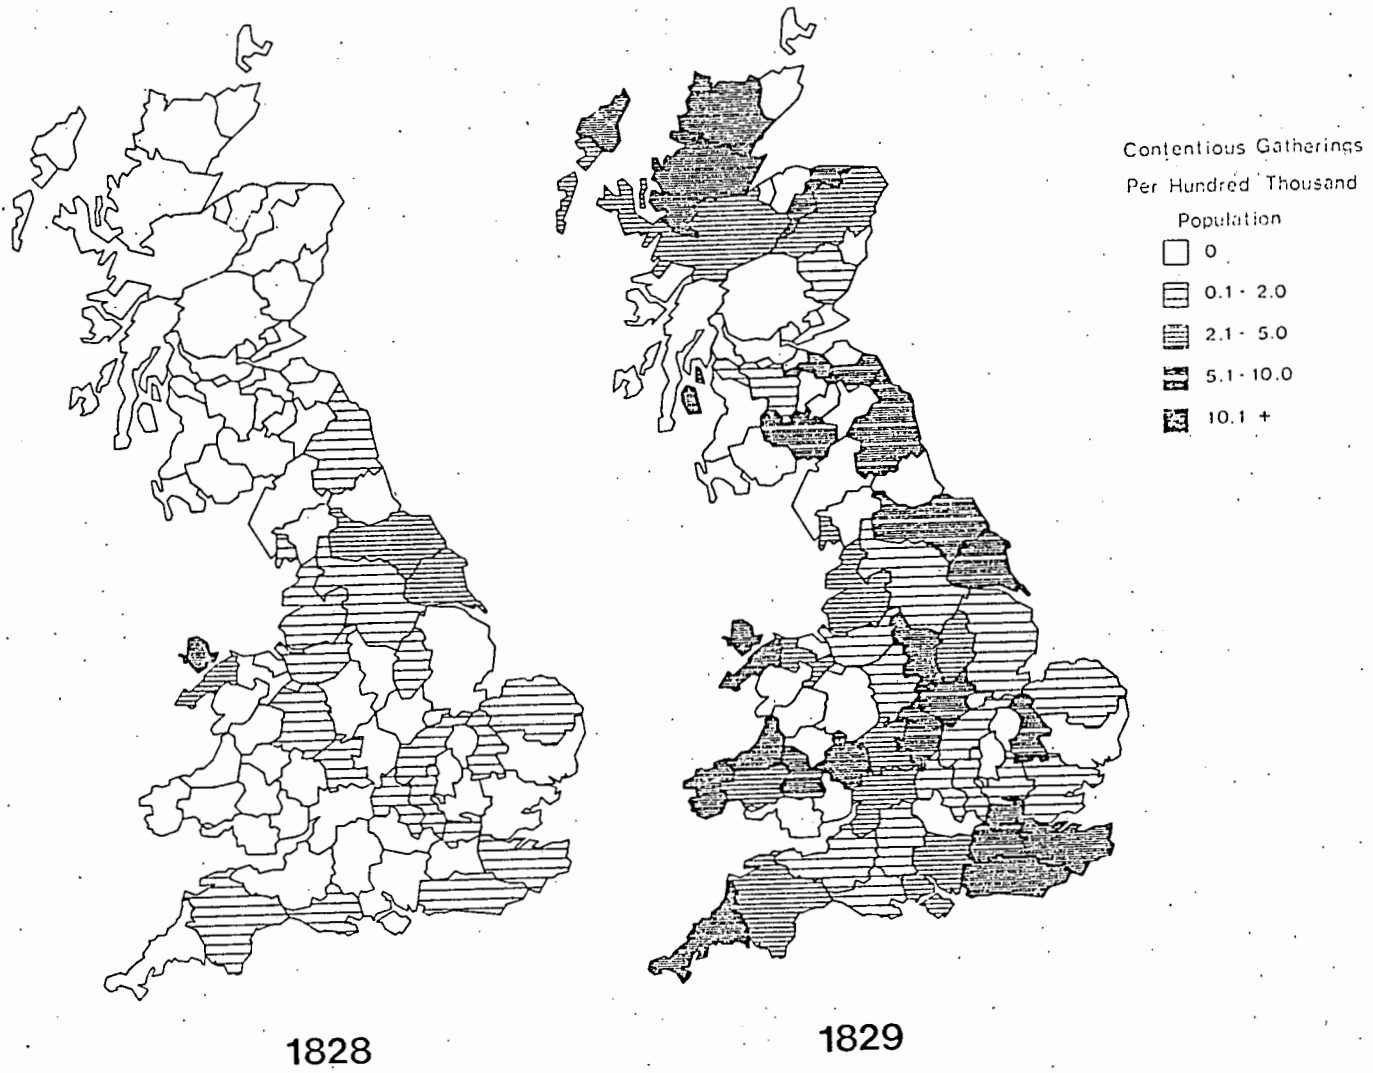 Contentious Gatherings
Per Hundred Thousand
Population
0
0.1 - 2.0
2.1 - 5.0
5.1 - 10.0
10.1 +
1828
1829